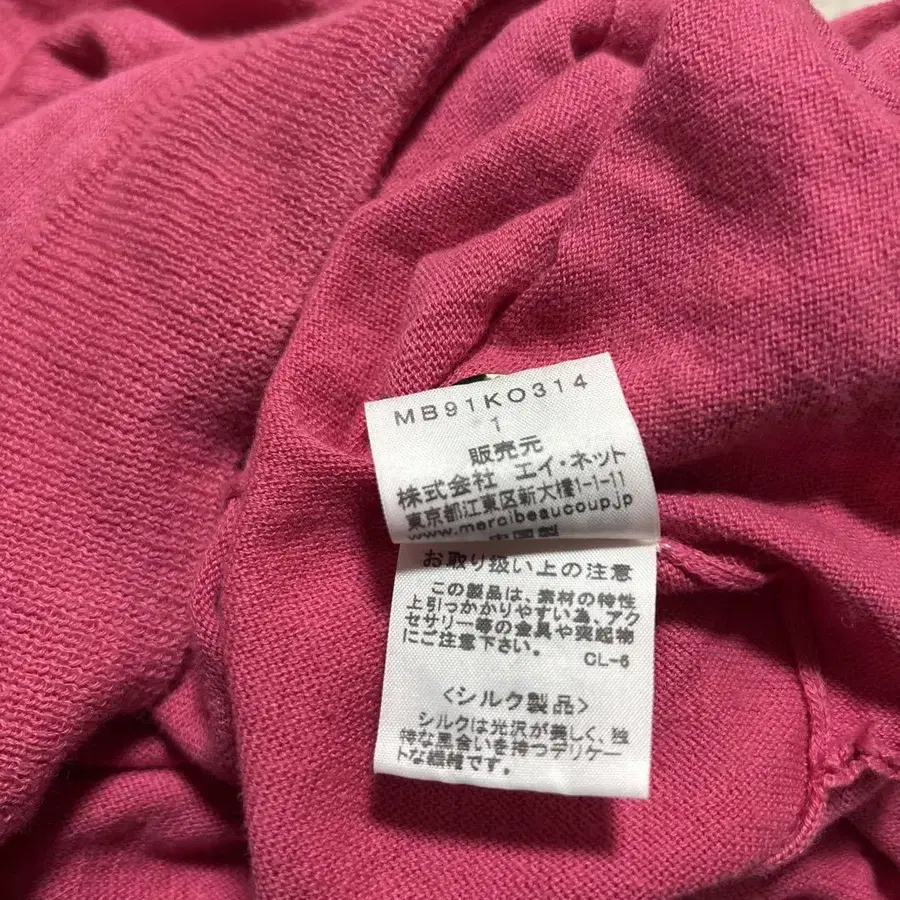 MB91KO314
1
販売元
株式会社 エイ・ネット
東京都江東区新大橋1-1-11
www.mercibeaucoup.jp
中国製
お取り扱い上の注意
この製品は、素材の特性
上引っかかりやすい為、アク
セサリー等の金具や突起物
にご注意下さい。
CL-6
<シルク製品>
シルクは光沢が美しく、独
特な風合いを持つデリケー
トな繊維です。